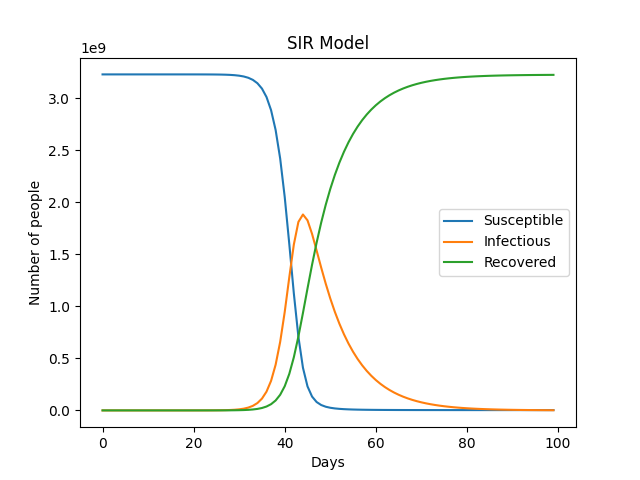 SIR Model
1e9
3.0
2.5
2.0
1.5
1.0
0.5
0.0
Number of people
Susceptible
Infectious
Recovered
0 20 40 60 80 100
Days